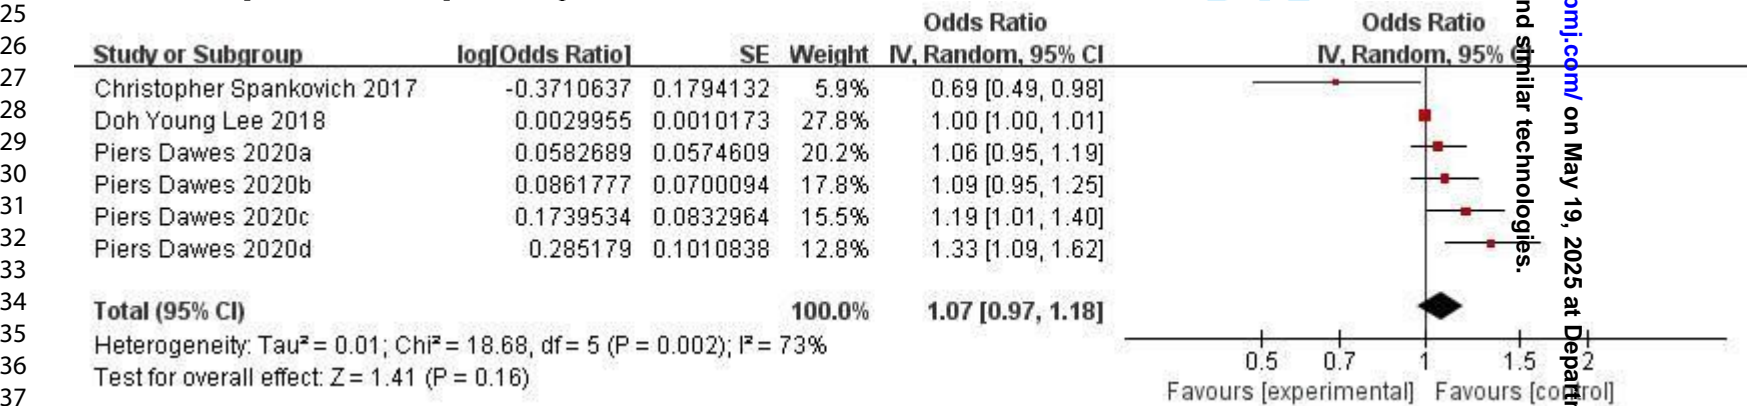 25
Odds Ratio Odds Ratio
26
Study or Subgroup log[Odds Ratio] SE Weight IV, Random, 95% CI IV, Random, 95% CI
27
Christopher Spankovich 2017 -0.3710637 0.1794132 5.9% 0.69 [0.49, 0.98]
28
Doh Young Lee 2018 0.0029955 0.0010173 27.8% 1.00 [1.00, 1.01]
29
Piers Dawes 2020a 0.0582689 0.0574609 20.2% 1.06 [0.95, 1.19]
30
Piers Dawes 2020b 0.0861777 0.0700094 17.8% 1.09 [0.95, 1.25]
31
Piers Dawes 2020c 0.1739534 0.0832964 15.5% 1.19 [1.01, 1.40]
32
Piers Dawes 2020d 0.285179 0.1010838 12.8% 1.33 [1.09, 1.62]
33
34
Total (95% CI) 100.0% 1.07 [0.97, 1.18]
35
Heterogeneity: Tau² = 0.01; Chi² = 18.68, df = 5 (P = 0.002); I² = 73%
36
0.5 0.7 1 1.5 2
Test for overall effect: Z = 1.41 (P = 0.16)
37
Favours [experimental] Favours [control]
nd similar technologies.
bmj.com/ on May 19, 2025 at